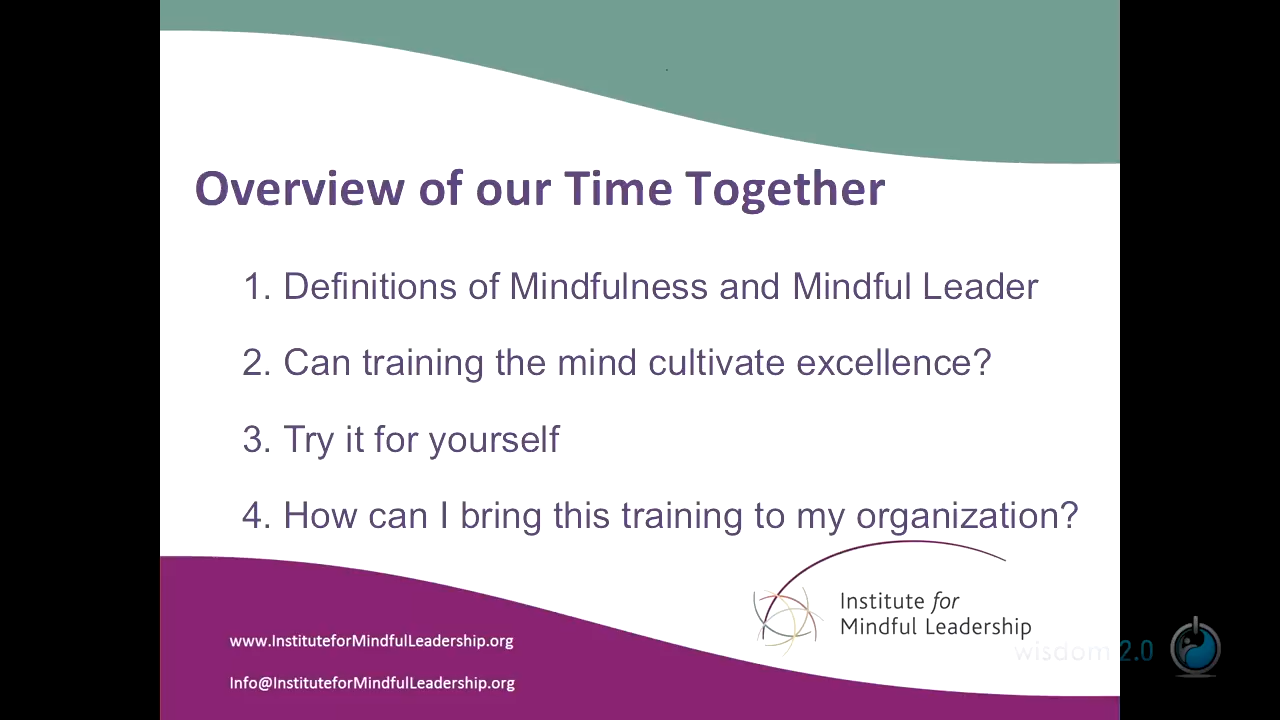 Overview of our Time Together
1. Definitions of Mindfulness and Mindful Leader
2. Can training the mind cultivate excellence?
3. Try it for yourself
4. How can I bring this training to my organization?
Institute for
Mindful Leadership
www.InstituteforMindfulLeadership.org
wisdom 2.0
Info@InstituteforMindfulLeadership.org